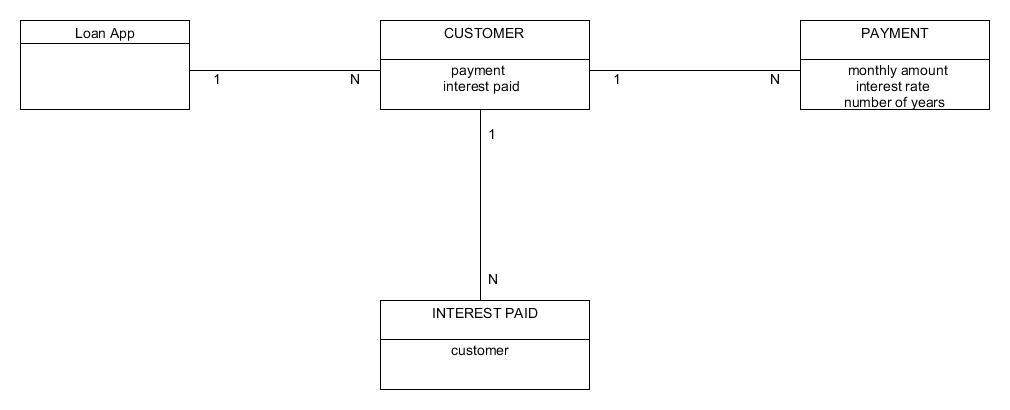 Loan App
1
N
CUSTOMER
payment
interest paid
1
N
PAYMENT
monthly amount
interest rate
number of years
1
N
INTEREST PAID
customer